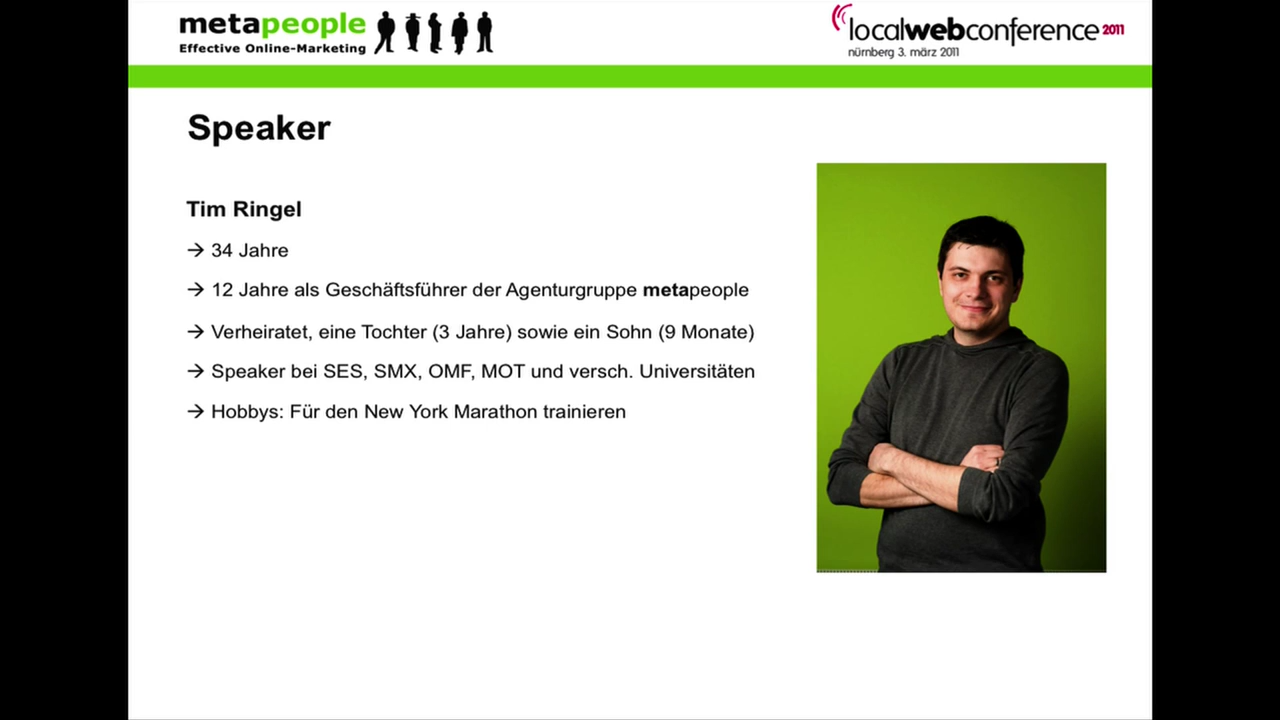 metapeople
Effective Online-Marketing
localwebconference 2011
nürnberg 3. märz 2011
Speaker
Tim Ringel
→ 34 Jahre
→ 12 Jahre als Geschäftsführer der Agenturgruppe metapeople
→ Verheiratet, eine Tochter (3 Jahre) sowie ein Sohn (9 Monate)
→ Speaker bei SES, SMX, OMF, MOT und versch. Universitäten
→ Hobbys: Für den New York Marathon trainieren